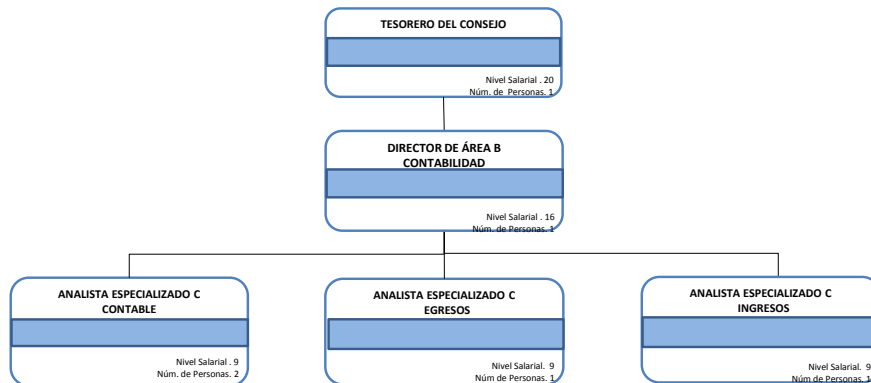 TESORERO DEL CONSEJO
Nivel Salarial . 20
Núm. de Personas. 1
DIRECTOR DE ÁREA B
CONTABILIDAD
Nivel Salarial . 16
Núm. de Personas. 1
ANALISTA ESPECIALIZADO C
CONTABLE
Nivel Salarial . 9
Núm. de Personas. 2
ANALISTA ESPECIALIZADO C
EGRESOS
Nivel Salarial. 9
Núm de Personas. 1
ANALISTA ESPECIALIZADO C
INGRESOS
Nivel Salarial. 9
Núm de Personas. 1